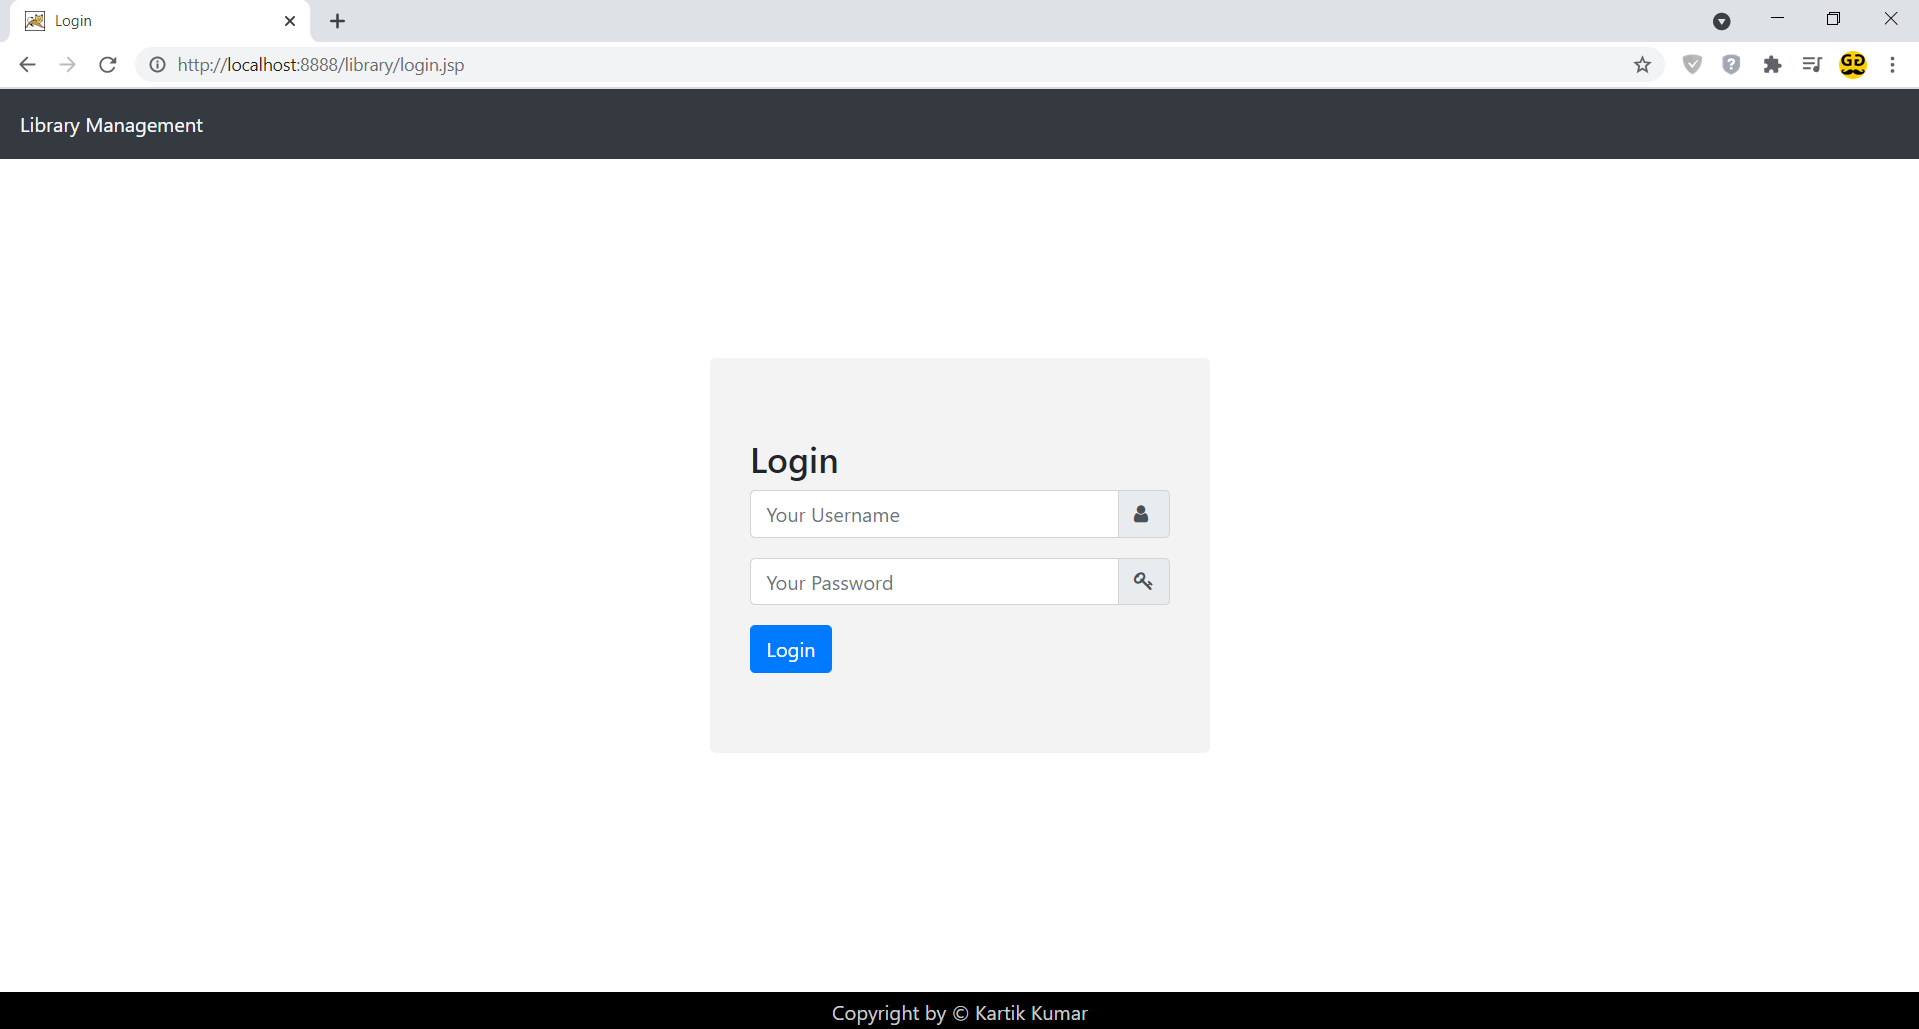 Login
http://localhost:8888/library/login.jsp
Library Management
Login
Your Username
Your Password
Login
Copyright by © Kartik Kumar